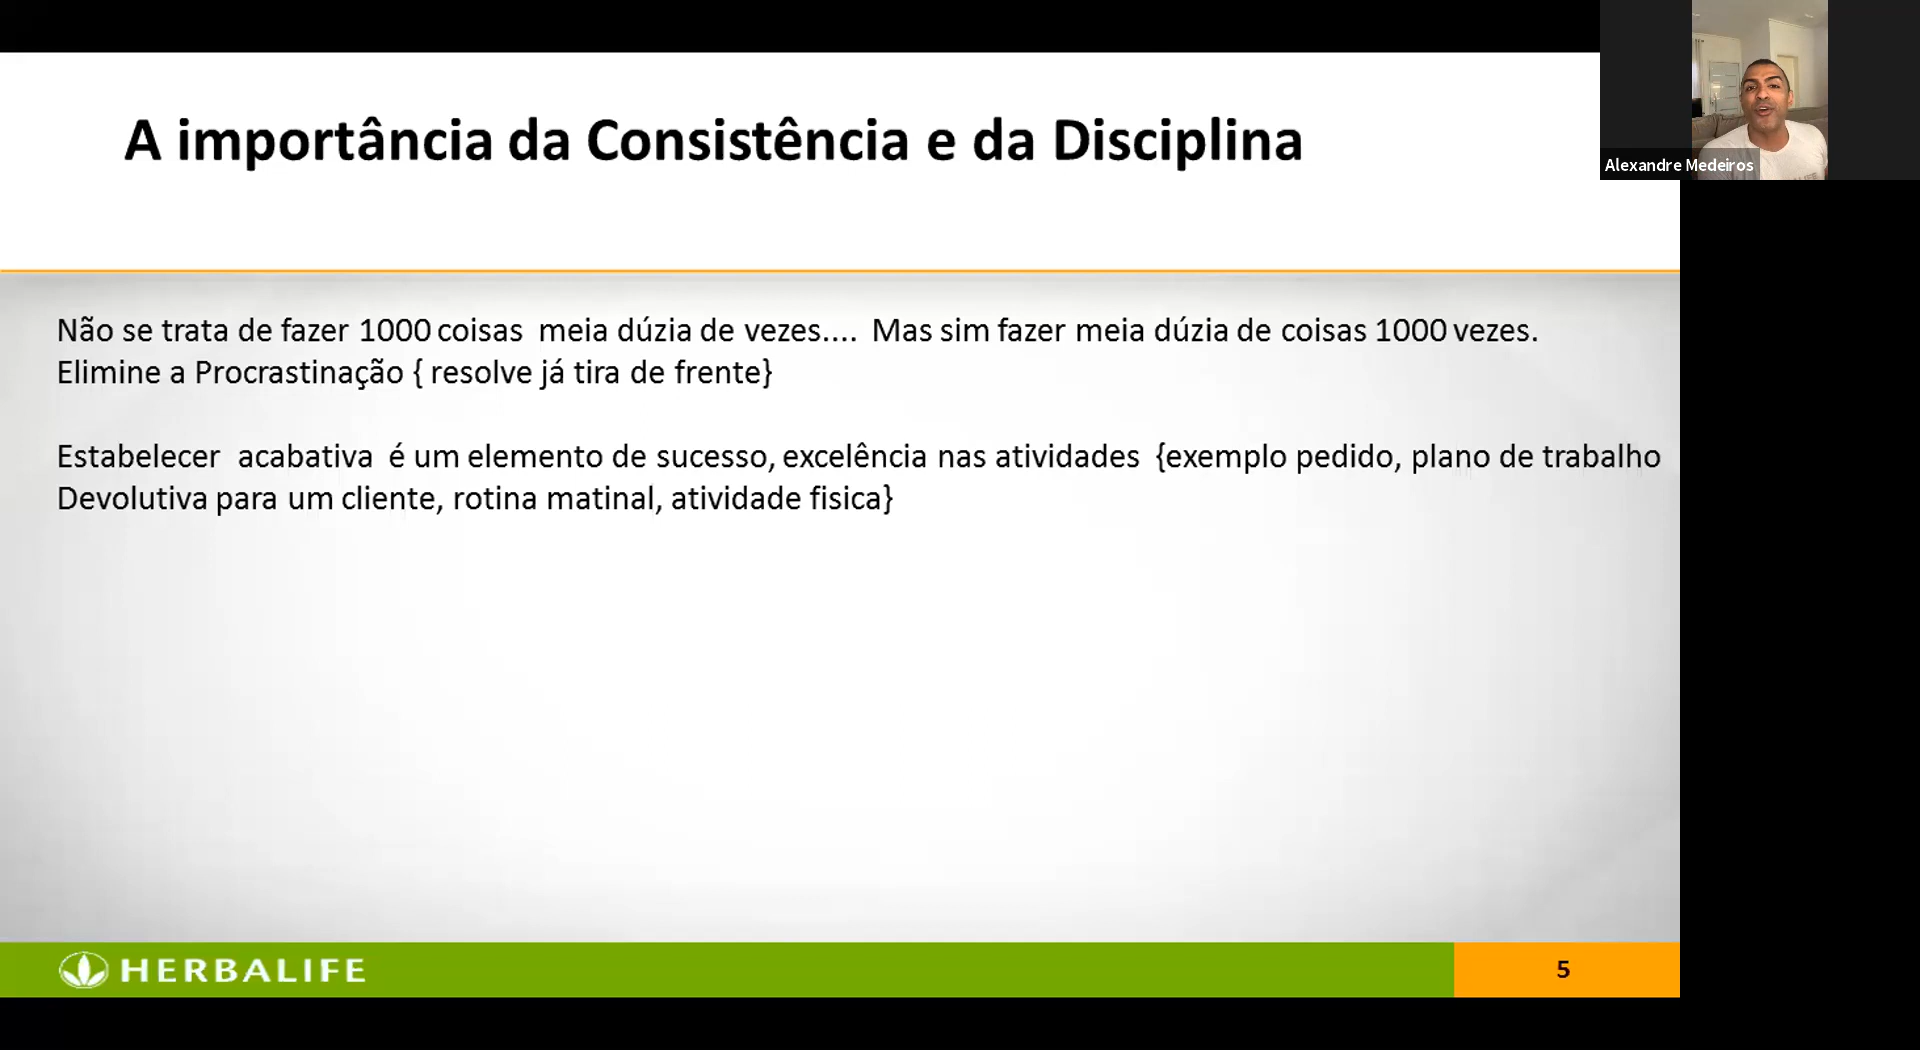 A importância da Consistência e da Disciplina
Alexandre Medeiros
Não se trata de fazer 1000 coisas meia dúzia de vezes.... Mas sim fazer meia dúzia de coisas 1000 vezes.
Elimine a Procrastinação { resolve já tira de frente}
Estabelecer acabativa é um elemento de sucesso, excelência nas atividades {exemplo pedido, plano de trabalho
Devolutiva para um cliente, rotina matinal, atividade fisica}
HERBALIFE
5